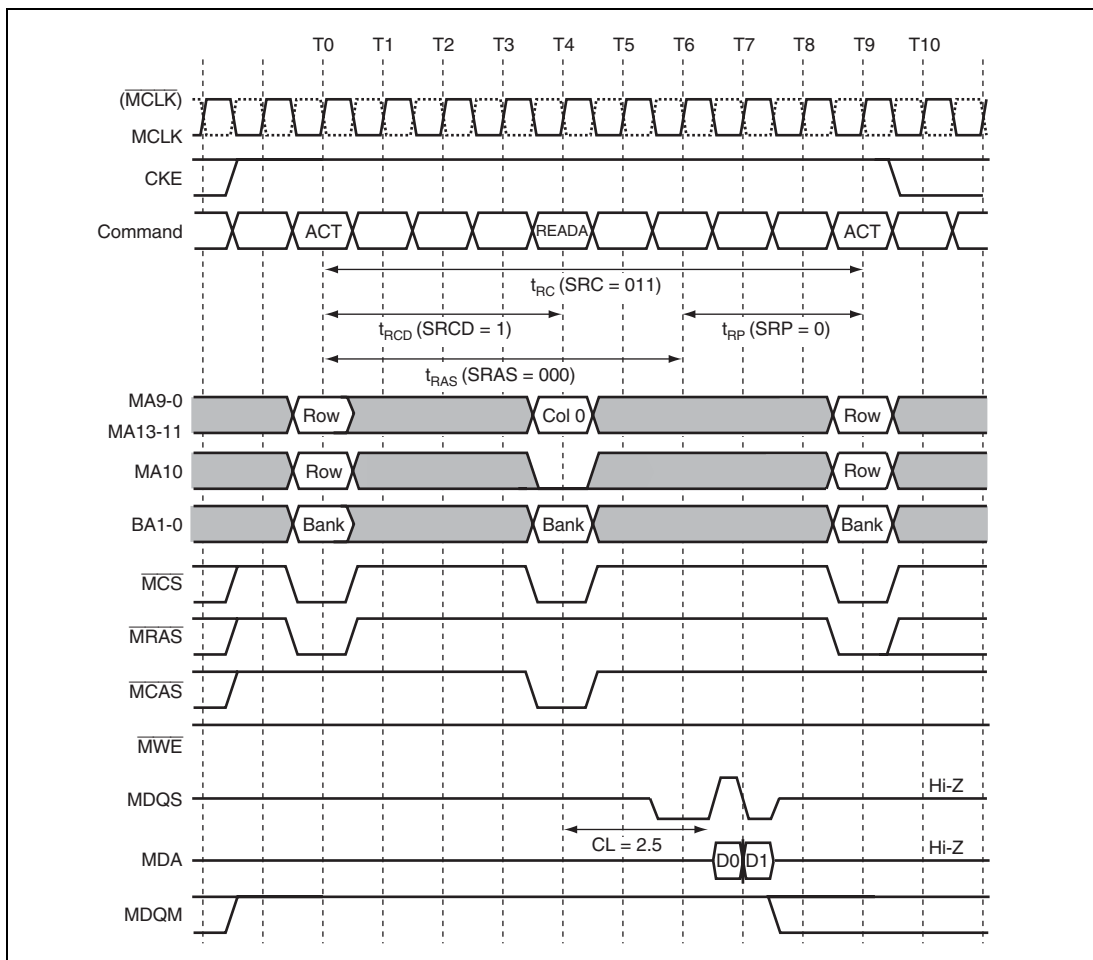 T0 T1 T2 T3 T4 T5 T6 T7 T8 T9 T10
(MCLK)
MCLK
CKE
Command ACT READA ACT
tRC (SRC = 011)
tRCD (SRCD = 1) tRP (SRP = 0)
tRAS (SRAS = 000)
MA9-0
MA13-11
Row Col 0 Row
MA10 Row Row
BA1-0 Bank Bank Bank
MCS
MRAS
MCAS
MWE
MDQS Hi-Z
CL = 2.5
MDA D0 D1 Hi-Z
MDQM